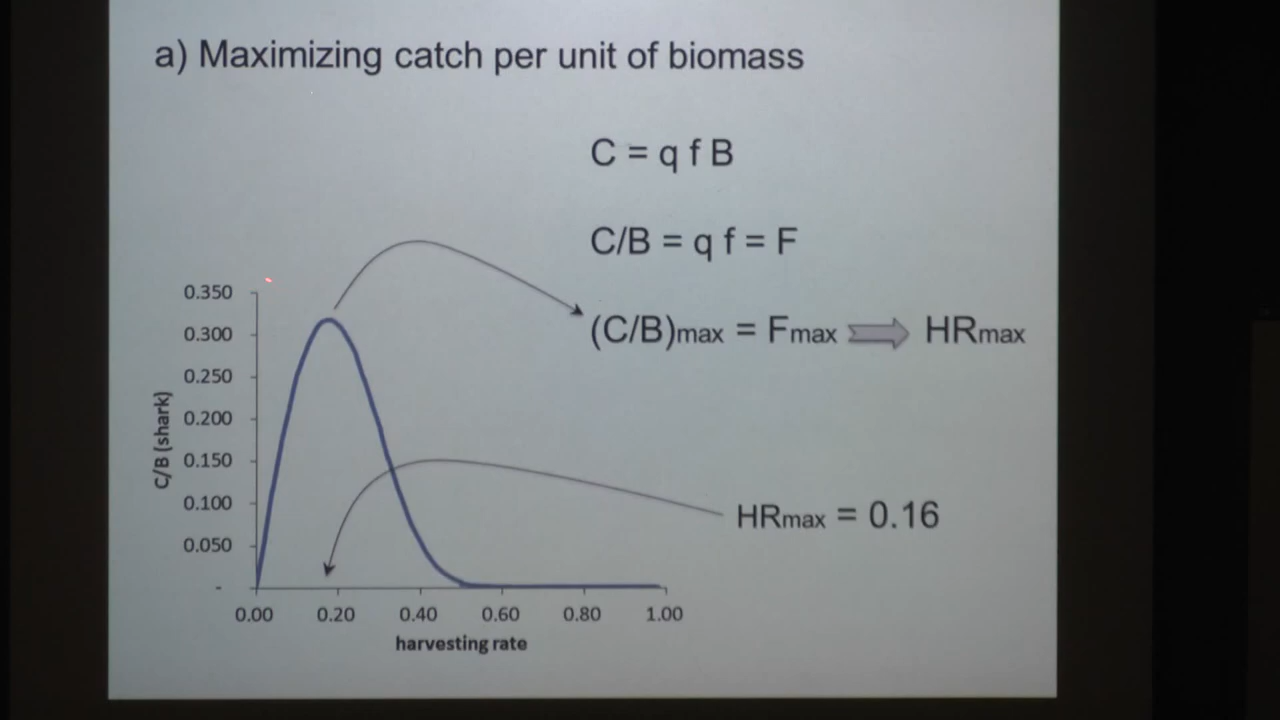 a) Maximizing catch per unit of biomass
C = q f B
C/B = q f = F
(C/B)max = Fmax HRmax
HRmax = 0.16
C/B (shark)
0.350
0.300
0.250
0.200
0.150
0.100
0.050
-
0.00 0.20 0.40 0.60 0.80 1.00
harvesting rate